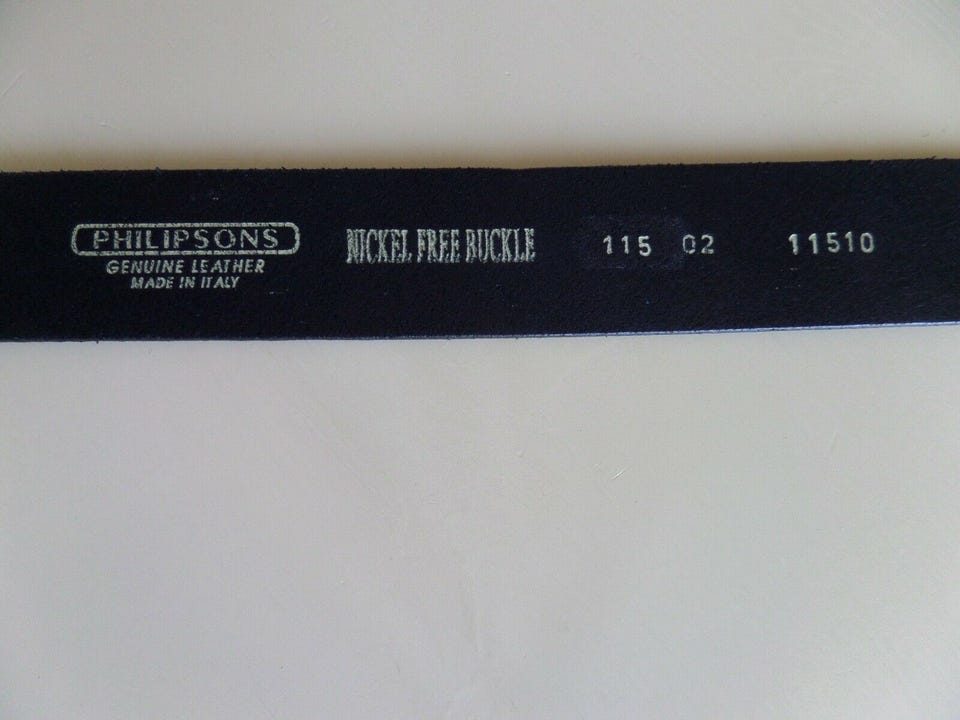 PHILIPSONS
GENUINE LEATHER
MADE IN ITALY
NICKEL FREE BUCKLE
115 02
11510